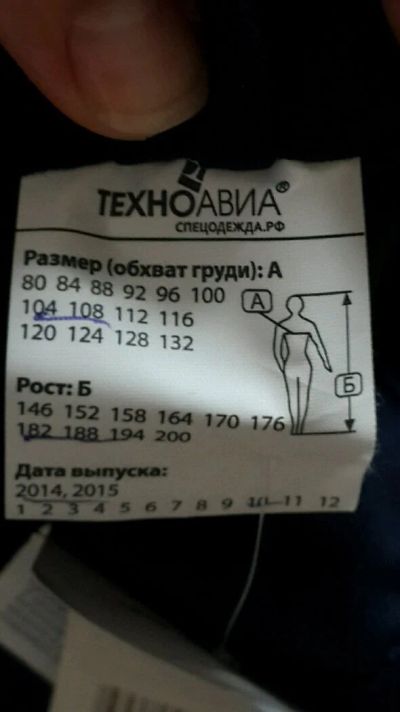 ТЕХНОАВИА®
СПЕЦОДЕЖДА.РФ
Размер (обхват груди): А
80 84 88 92 96 100
104 108 112 116
120 124 128 132
А
Б
Рост: Б
146 152 158 164 170 176
182 188 194 200
Дата выпуска:
2014, 2015
1 2 3 4 5 6 7 8 9 10 11 12